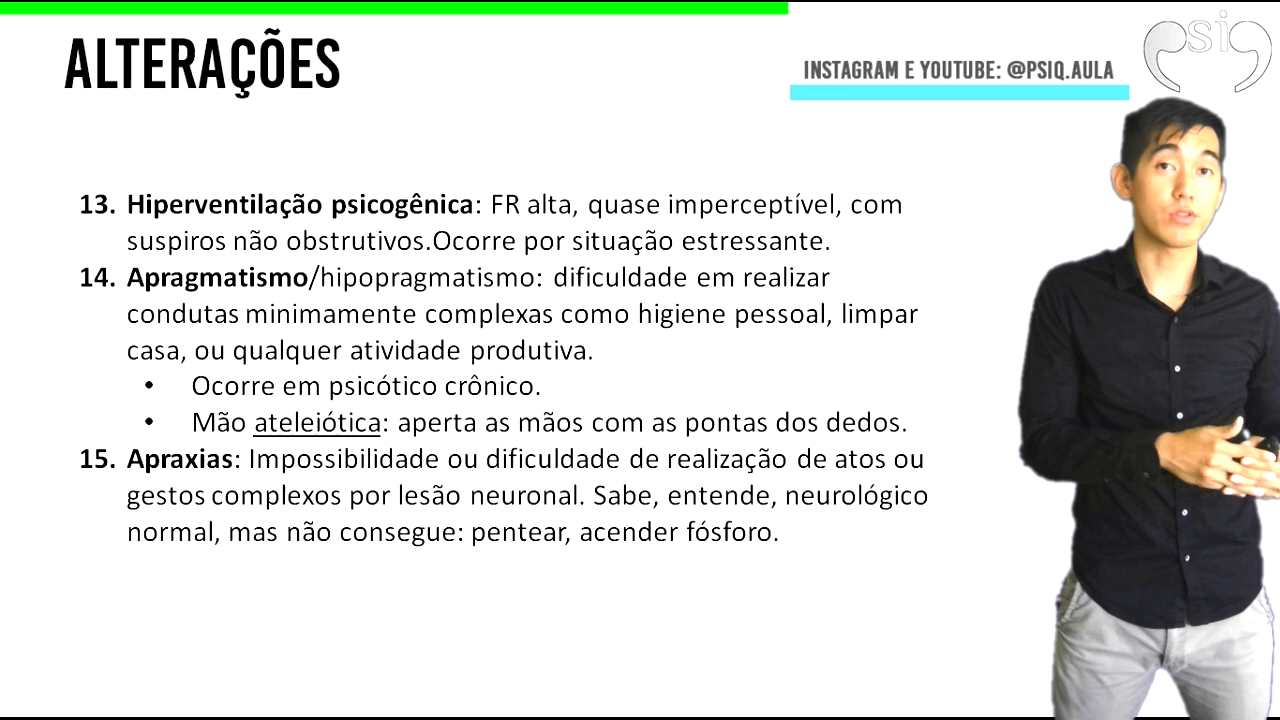 ALTERAÇÕES
INSTAGRAM E YOUTUBE: @PSIQ.AULA
psiq
13. Hiperventilação psicogênica: FR alta, quase imperceptível, com
suspiros não obstrutivos.Ocorre por situação estressante.
14. Apragmatismo/hipopragmatismo: dificuldade em realizar
condutas minimamente complexas como higiene pessoal, limpar
casa, ou qualquer atividade produtiva.
• Ocorre em psicótico crônico.
• Mão ateleiótica: aperta as mãos com as pontas dos dedos.
15. Apraxias: Impossibilidade ou dificuldade de realização de atos ou
gestos complexos por lesão neuronal. Sabe, entende, neurológico
normal, mas não consegue: pentear, acender fósforo.